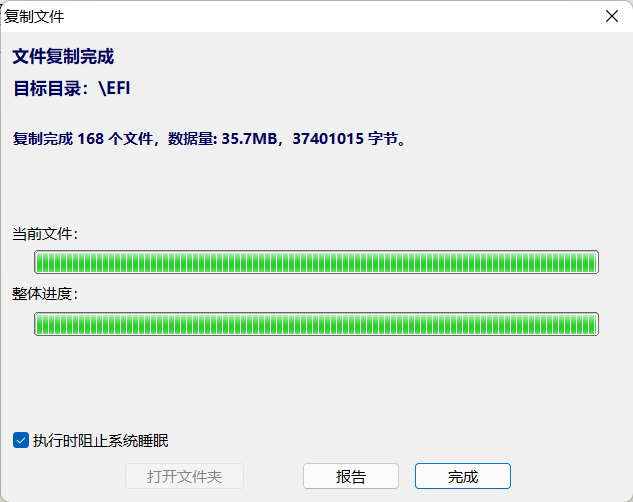 复制文件
文件复制完成
目标目录：\EFI
复制完成 168 个文件，数据量: 35.7MB，37401015 字节。
当前文件：
整体进度：
执行时阻止系统睡眠
打开文件夹
报告
完成